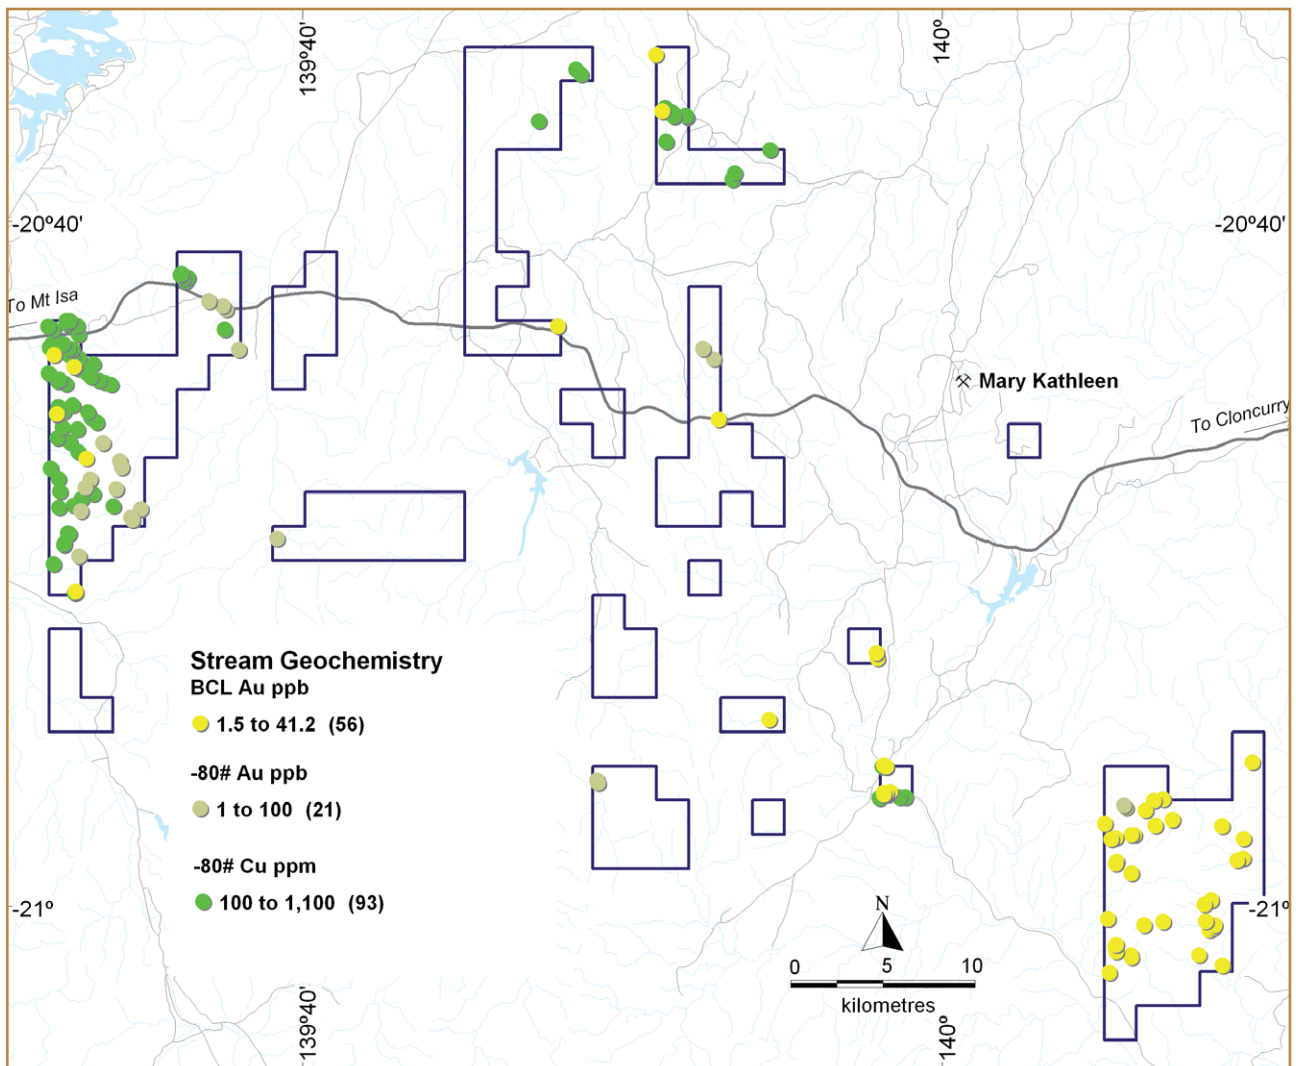 139º40'
140º
-20º40'
-20º40'
To Mt Isa
Mary Kathleen
To Cloncurry
Stream Geochemistry
BCL Au ppb
1.5 to 41.2 (56)
-80# Au ppb
1 to 100 (21)
-80# Cu ppm
100 to 1,100 (93)
-21º
-21º
N
0 5 10
kilometres
139º40'
140º